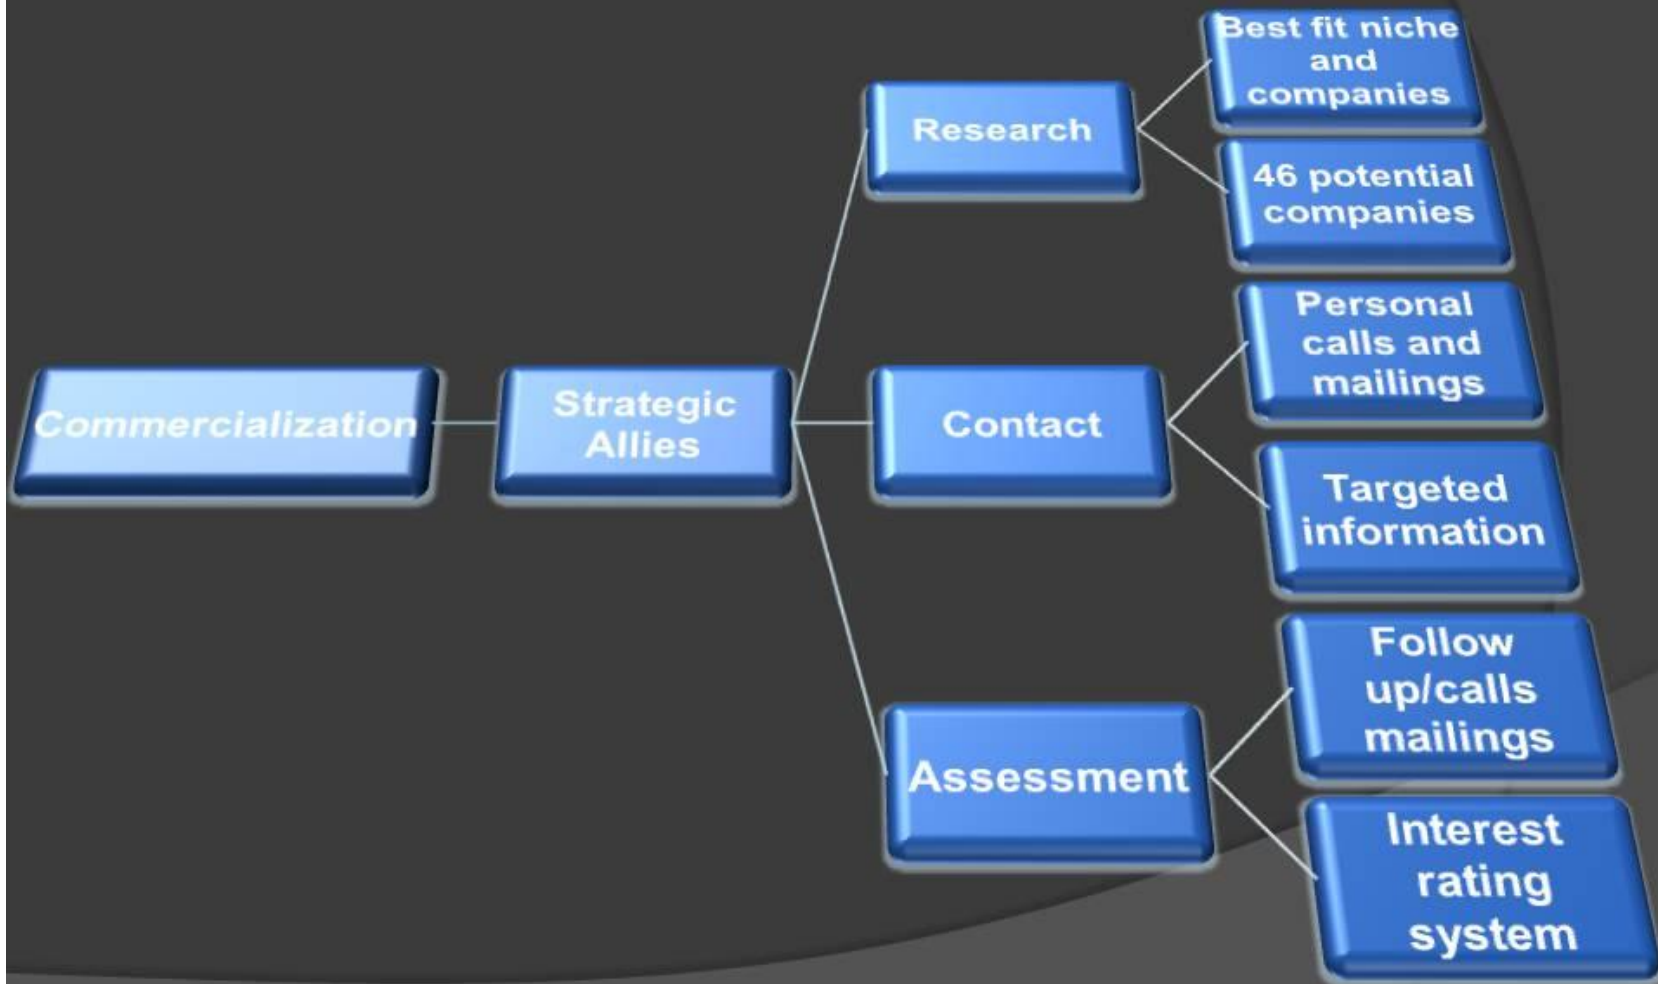 Commercialization
Strategic
Allies
Research
Best fit niche
and
companies
46 potential
companies
Contact
Personal
calls and
mailings
Targeted
information
Assessment
Follow
up/calls
mailings
Interest
rating
system